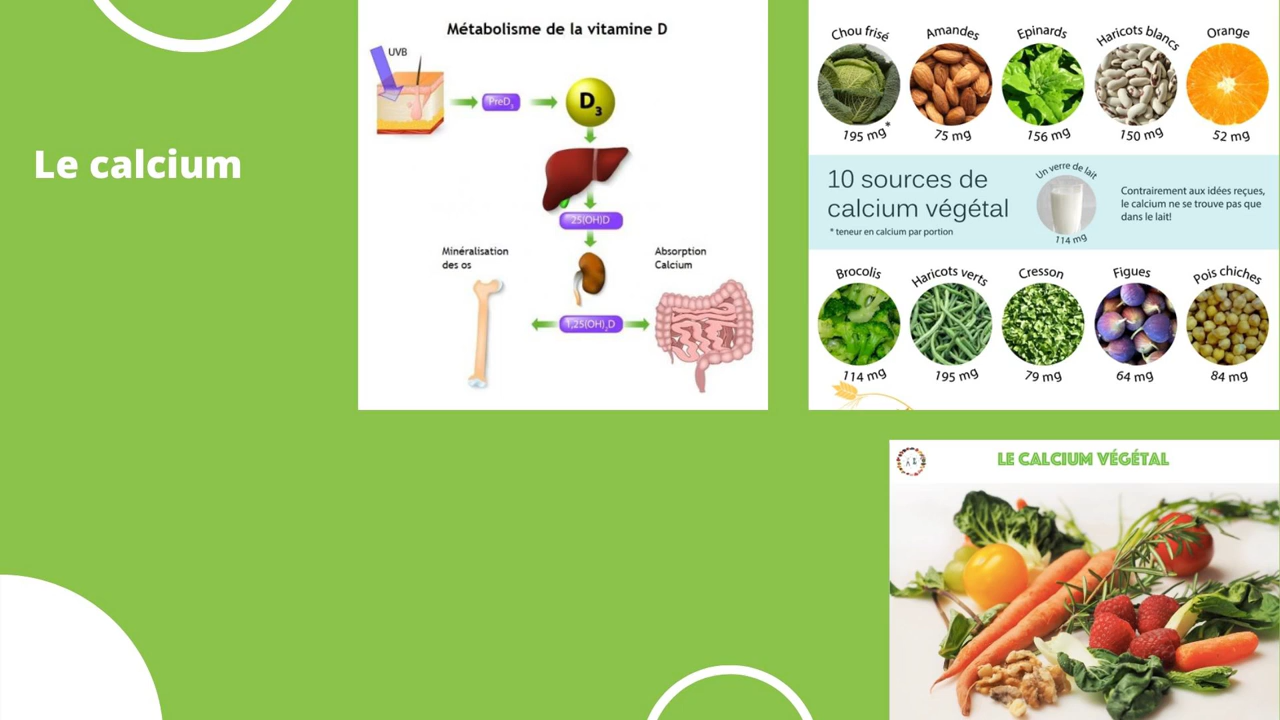 Le calcium
Métabolisme de la vitamine D
UVB
PreD₃
D₃
25(OH)D
Minéralisation
des os
Absorption
Calcium
1,25(OH)₂D
Chou frisé
Amandes
Epinards
Haricots blancs
Orange
195 mg*
75 mg
156 mg
150 mg
52 mg
10 sources de
calcium végétal
* teneur en calcium par portion
Un verre de lait
114 mg
Contrairement aux idées reçues,
le calcium ne se trouve pas que
dans le lait!
Brocolis
Haricots verts
Cresson
Figues
Pois chiches
114 mg
195 mg
79 mg
64 mg
84 mg
LE CALCIUM VÉGÉTAL